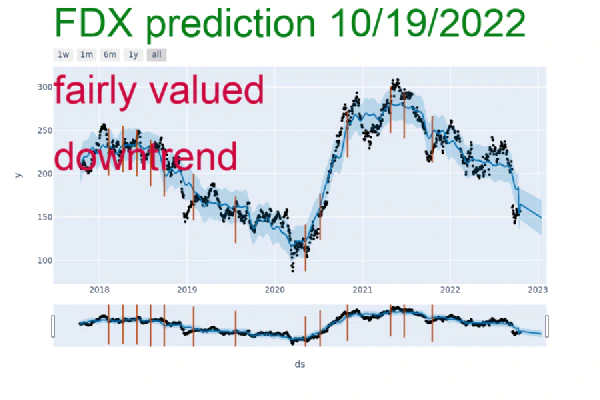 FDX prediction 10/19/2022
1w 1m 6m 1y all
300
fairly valued
250
downtrend
200
y
150
100
2018 2019 2020 2021 2022 2023
ds